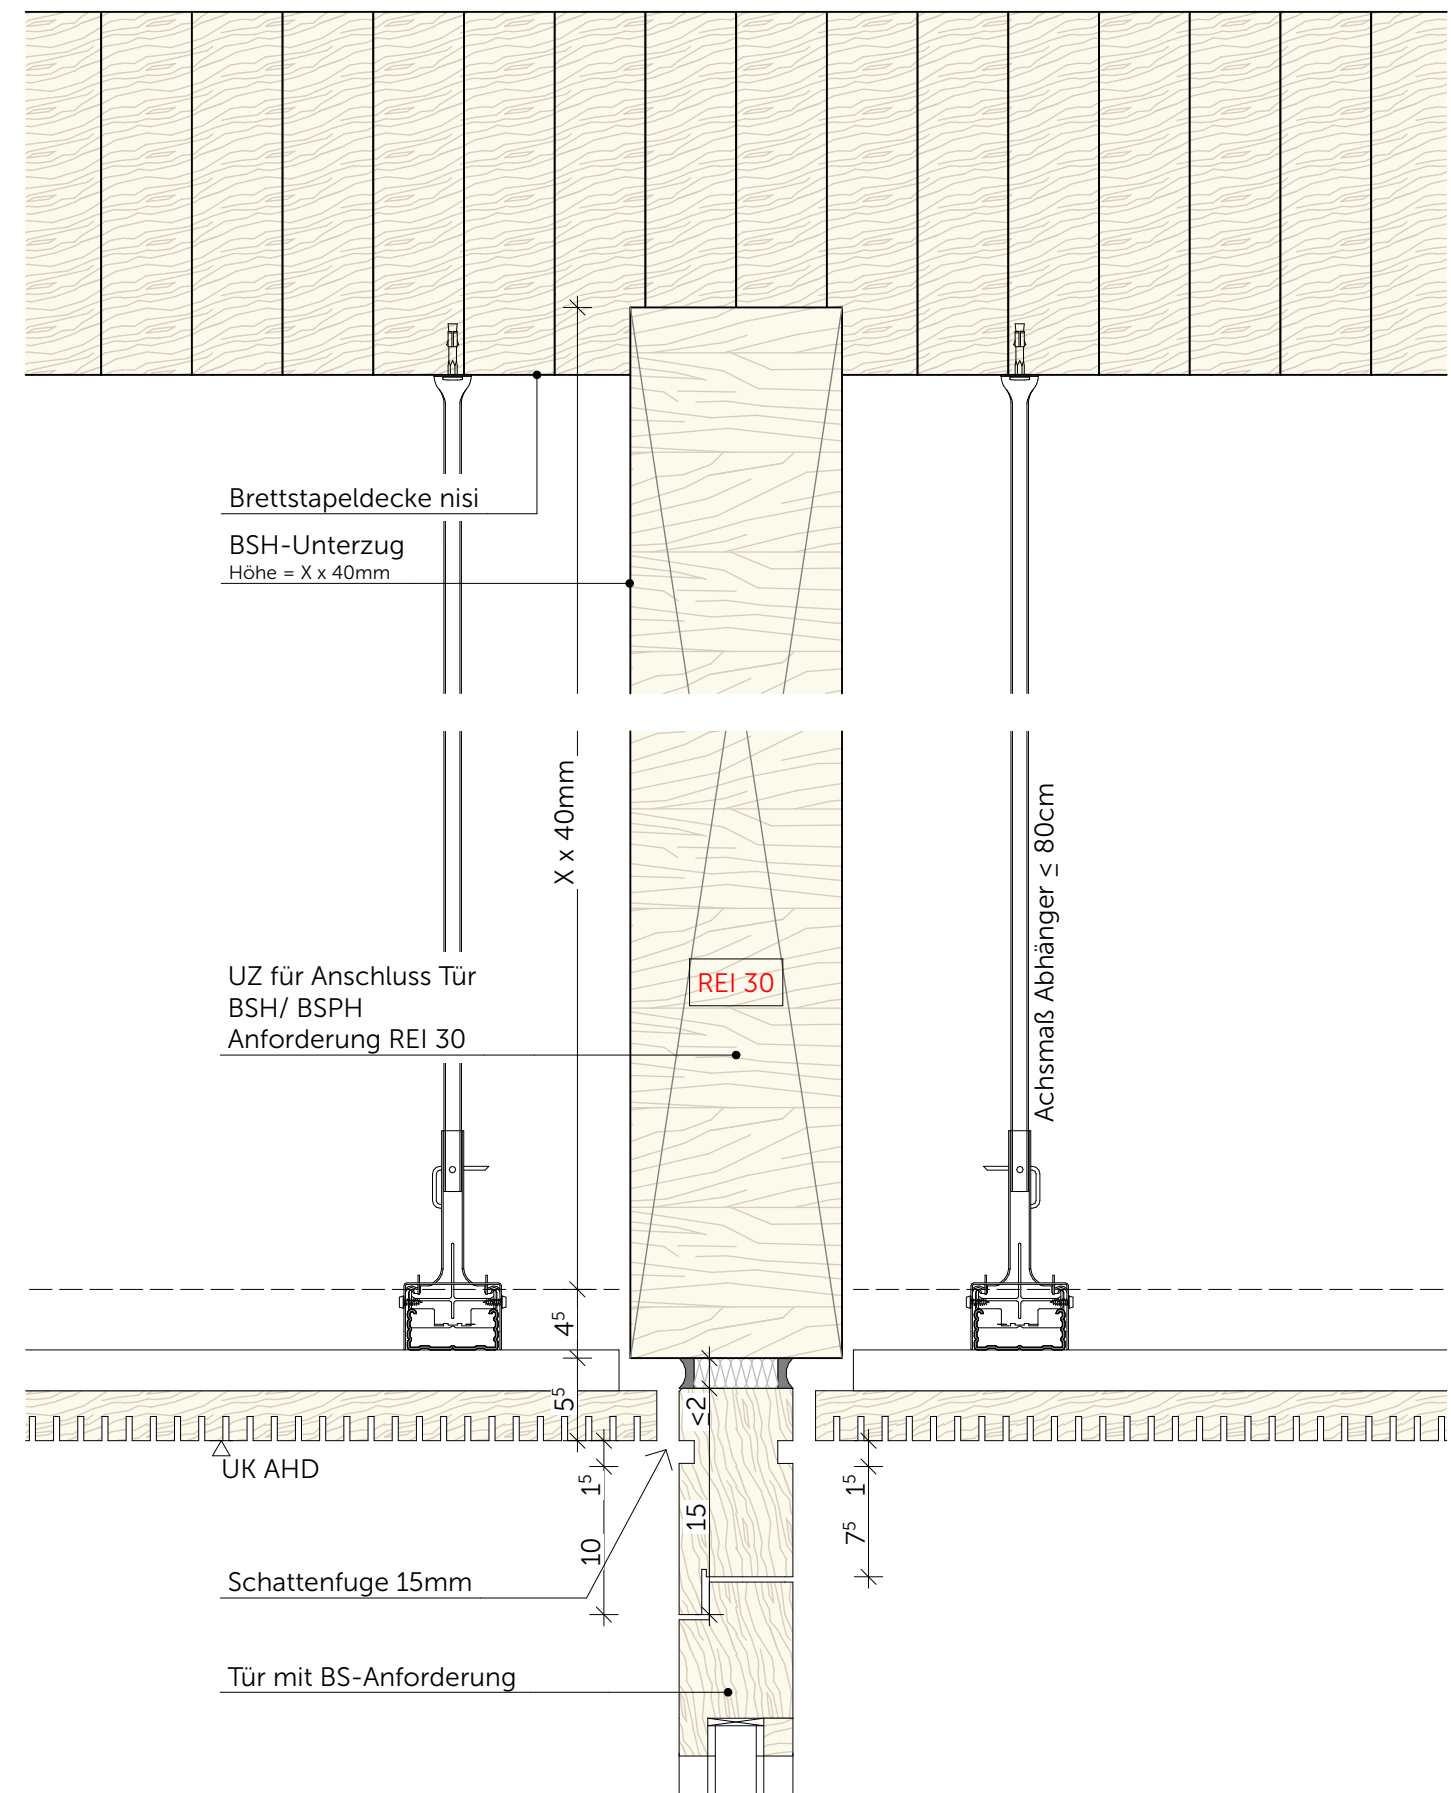 Brettstapeldecke nisi
BSH-Unterzug
Höhe = X x 40mm
X x 40mm
Achsmaß Abhänger ≤ 80cm
UZ für Anschluss Tür
BSH/ BSPH
Anforderung REI 30
REI 30
4⁵
5⁵
≤2
UK AHD
1⁵
1⁵
15
10
7⁵
Schattenfuge 15mm
Tür mit BS-Anforderung